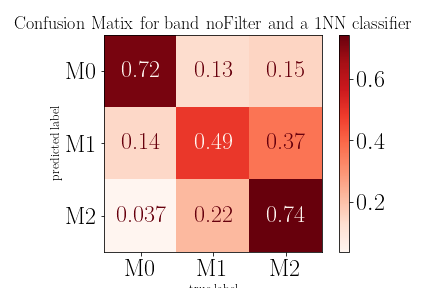 Confusion Matix for band noFilter and a 1NN classifier
M0 0.72 0.13 0.15
M1 0.14 0.49 0.37
M2 0.037 0.22 0.74
M0 M1 M2
predicted label
true label
0.6
0.4
0.2